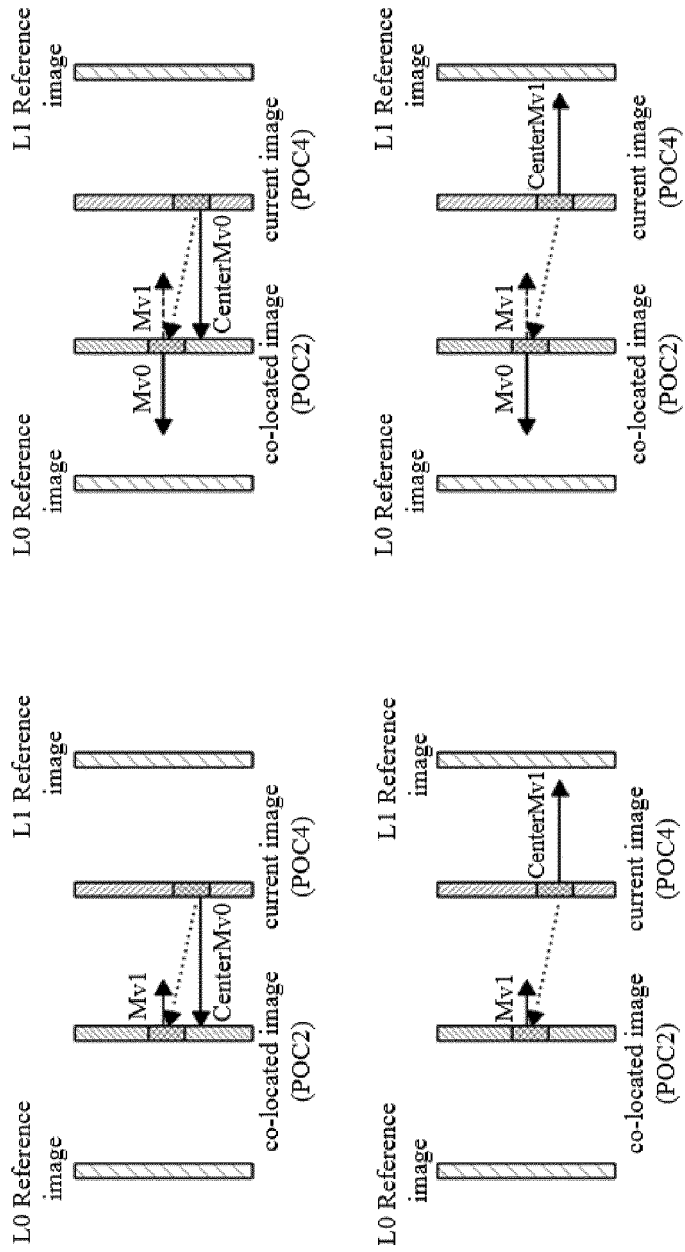 L0 Reference
image
L1 Reference
image
Mv1
CenterMv0
co-located image
(POC2)
current image
(POC4)
L0 Reference
image
L1 Reference
image
Mv0
Mv1
CenterMv0
co-located image
(POC2)
current image
(POC4)
L0 Reference
image
L1 Reference
image
Mv1
CenterMv1
co-located image
(POC2)
current image
(POC4)
L0 Reference
image
L1 Reference
image
Mv0
Mv1
CenterMv1
co-located image
(POC2)
current image
(POC4)